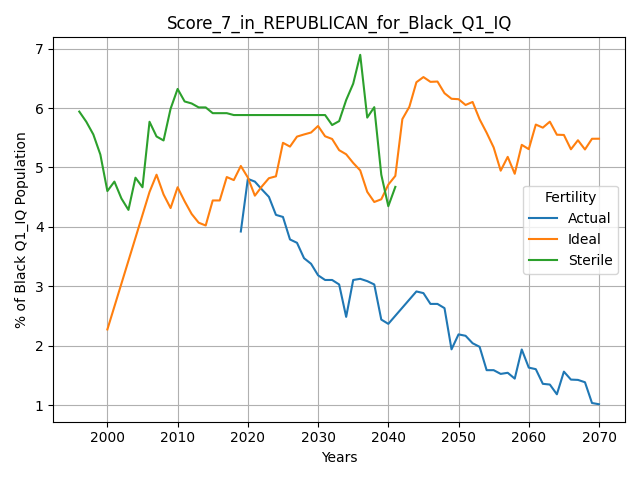 Score_7_in_REPUBLICAN_for_Black_Q1_IQ
% of Black Q1_IQ Population
7
6
5
4
3
2
1
Fertility
Actual
Ideal
Sterile
2000 2010 2020 2030 2040 2050 2060 2070
Years